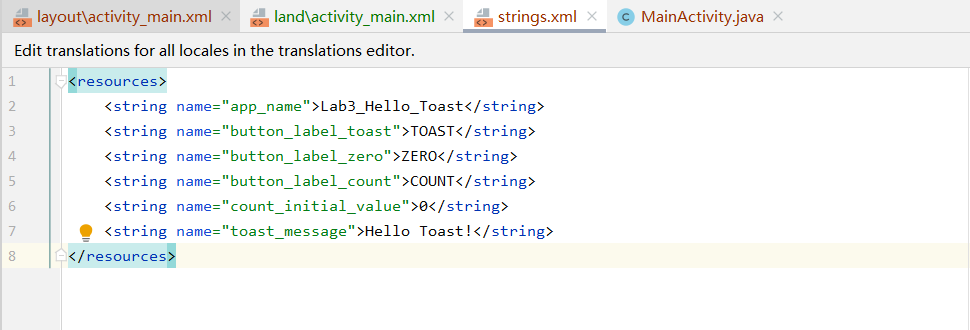 layout\activity_main.xml land\activity_main.xml strings.xml C MainActivity.java
Edit translations for all locales in the translations editor.
1 <resources>
2 <string name="app_name">Lab3_Hello_Toast</string>
3 <string name="button_label_toast">TOAST</string>
4 <string name="button_label_zero">ZERO</string>
5 <string name="button_label_count">COUNT</string>
6 <string name="count_initial_value">0</string>
7 <string name="toast_message">Hello Toast!</string>
8 </resources>